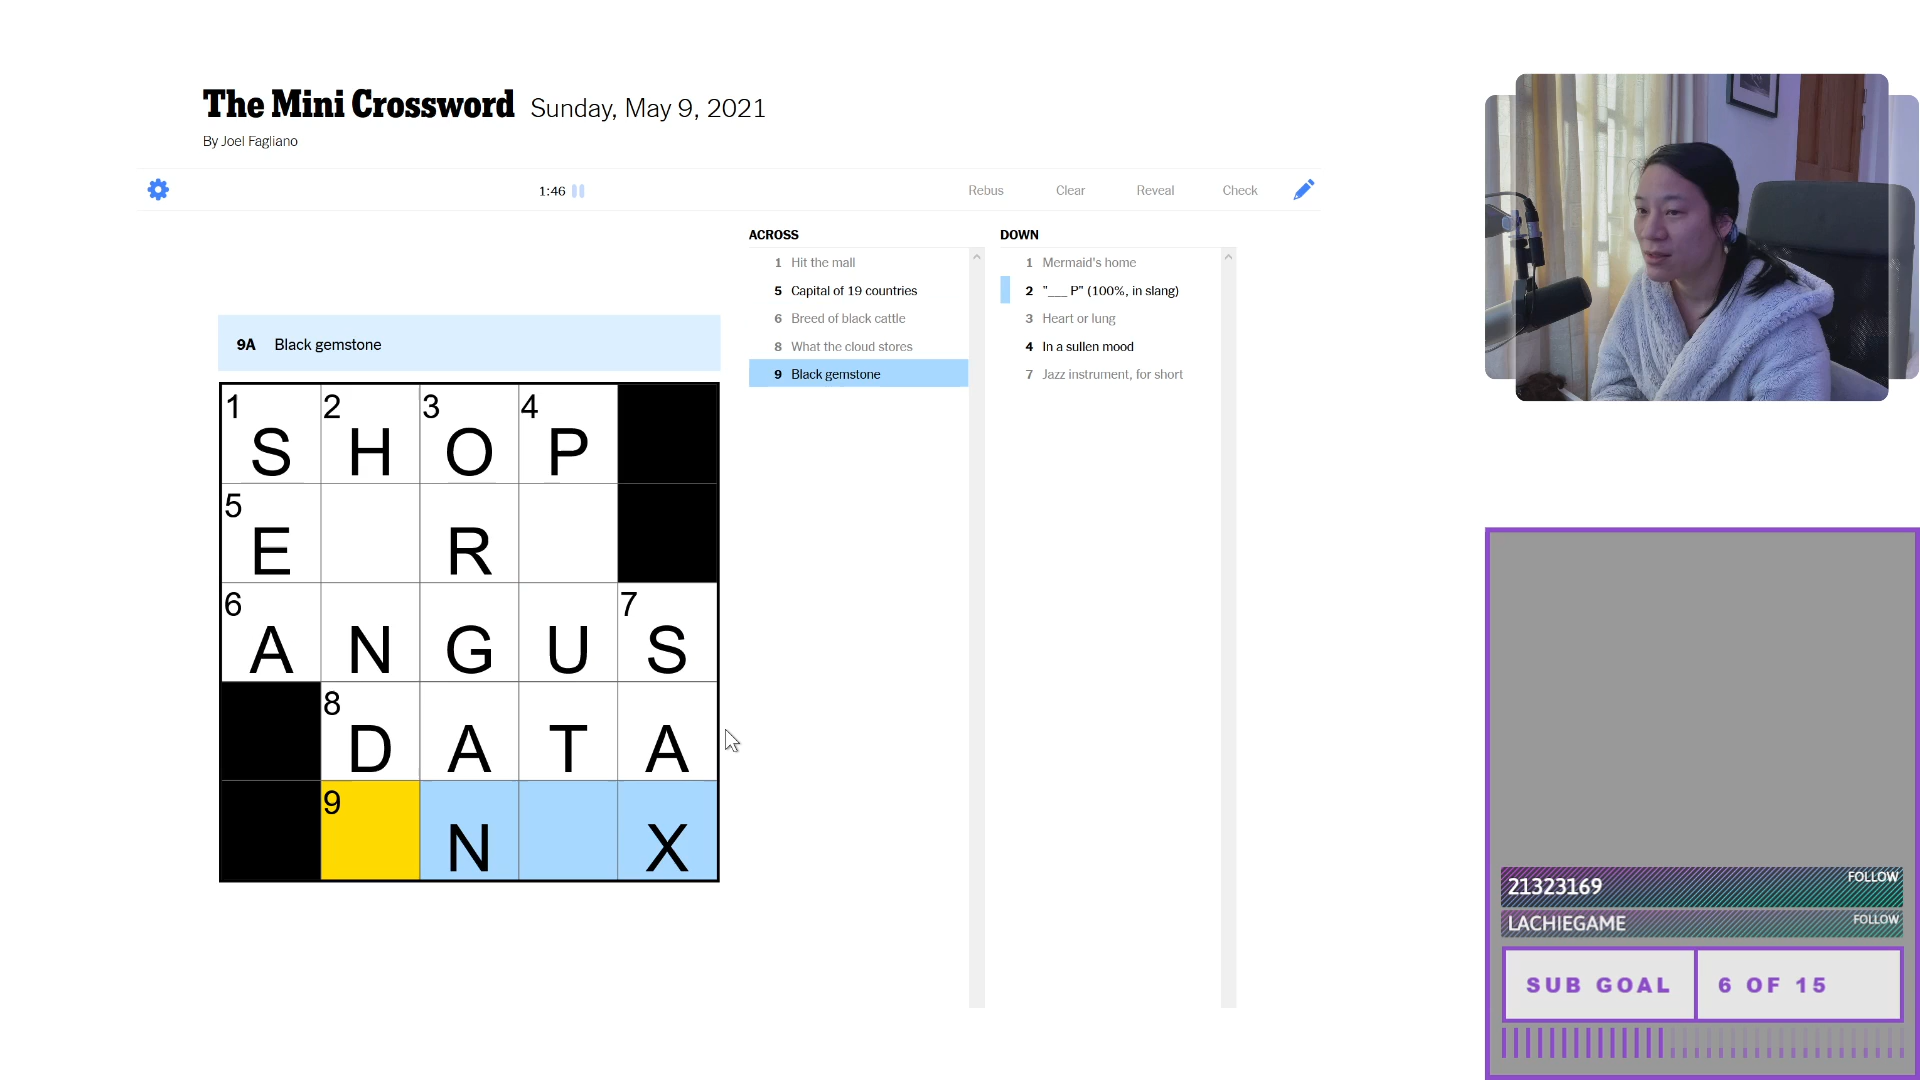 The Mini Crossword Sunday, May 9, 2021
By Joel Fagliano
1:46
Rebus Clear Reveal Check
9A Black gemstone
1 S 2 H 3 O 4 P
5 E R
6 A N G U 7 S
8 D A T A
9 N X
ACROSS
1 Hit the mall
5 Capital of 19 countries
6 Breed of black cattle
8 What the cloud stores
9 Black gemstone
DOWN
1 Mermaid's home
2 "___ P" (100%, in slang)
3 Heart or lung
4 In a sullen mood
7 Jazz instrument, for short
21323169 FOLLOW
LACHIEGAME FOLLOW
SUB GOAL 6 OF 15